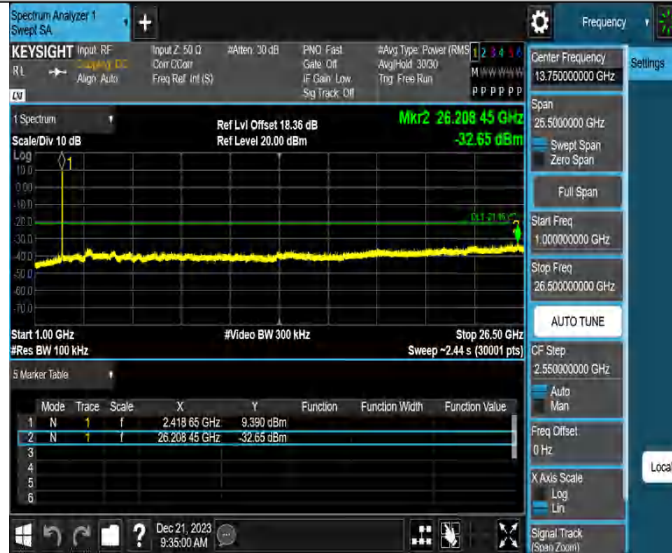 Spectrum Analyzer 1
Swept SA
+
Frequency
KEYSIGHT Input: RF Input Z: 50 Ω #Atten: 30 dB PNO: Fast #Avg Type: Power (RMS 1 2 3 4 5 6
RL Coupling: DC Corr CCorr Gate: Off Avg|Hold: 30/30
Align: Auto Freq Ref: Int (S) IF Gain: Low Trig: Free Run
Sig Track: Off P P P P P P
LXI
1 Spectrum
Scale/Div 10 dB
Ref Lvl Offset 18.36 dB
Ref Level 20.00 dBm
Mkr2 26.208 45 GHz
-32.65 dBm
Log
10.0
0.00
-10.0
-20.0
-30.0
-40.0
-50.0
-60.0
-70.0
1
2
Start 1.00 GHz #Video BW 300 kHz Stop 26.50 GHz
#Res BW 100 kHz Sweep ~2.44 s (30001 pts)
5 Marker Table
Mode Trace Scale X Y Function Function Width Function Value
1 N 1 f 2.418 65 GHz 9.390 dBm
2 N 1 f 26.208 45 GHz -32.65 dBm
3
4
5
6
?
Dec 21, 2023
9:35:00 AM
Center Frequency
13.750000000 GHz
Settings
Span
25.5000000 GHz
Swept Span
Zero Span
Full Span
Start Freq
1.000000000 GHz
Stop Freq
26.500000000 GHz
AUTO TUNE
CF Step
2.550000000 GHz
Auto
Man
Freq Offset
0 Hz
X Axis Scale
Log
Lin
Local
Signal Track
(Span Zoom)